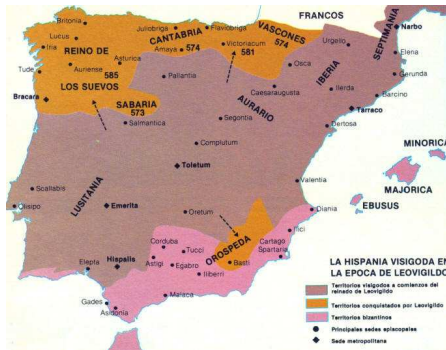 FRANCOS
Britonia
Juliobriga
Flaviobriga
Lucus
CANTABRIA
VASCONES
574
SEPTIMANIA
Narbo
Iria
REINO DE
Amaya
574
Victoriacum
581
Urgello
Auriense
Asturica
585
LOS SUEVOS
Tude
Pallantia
Osca
IBERIA
Elena
Gerunda
Bracara
SABARIA
573
AURARIO
Caesaraugusta
Ilérda
Barcino
Salmantica
Segontia
Tarraco
Dertosa
MINORICA
Complutum
Toletum
MAJORICA
EBUSUS
LUSITANIA
Scallabis
Valentia
Olisipo
Emerita
Oretum
Diania
Ilici
Corduba
OROSPEDA
Cartago
Spartaria
Elepta
Hispalis
Tucci
Astigi
Egabro
Basti
Iliberri
Gades
Malaca
Asidonia
LA HISPANIA VISIGODA EN
LA EPOCA DE LEOVIGILDO
Territorios visigodos a comienzos del
reinado de Leovigildo
Territorios conquistados por Leovigildo
Territorios bizantinos
Principales sedes episcopales
Sede metropolitana